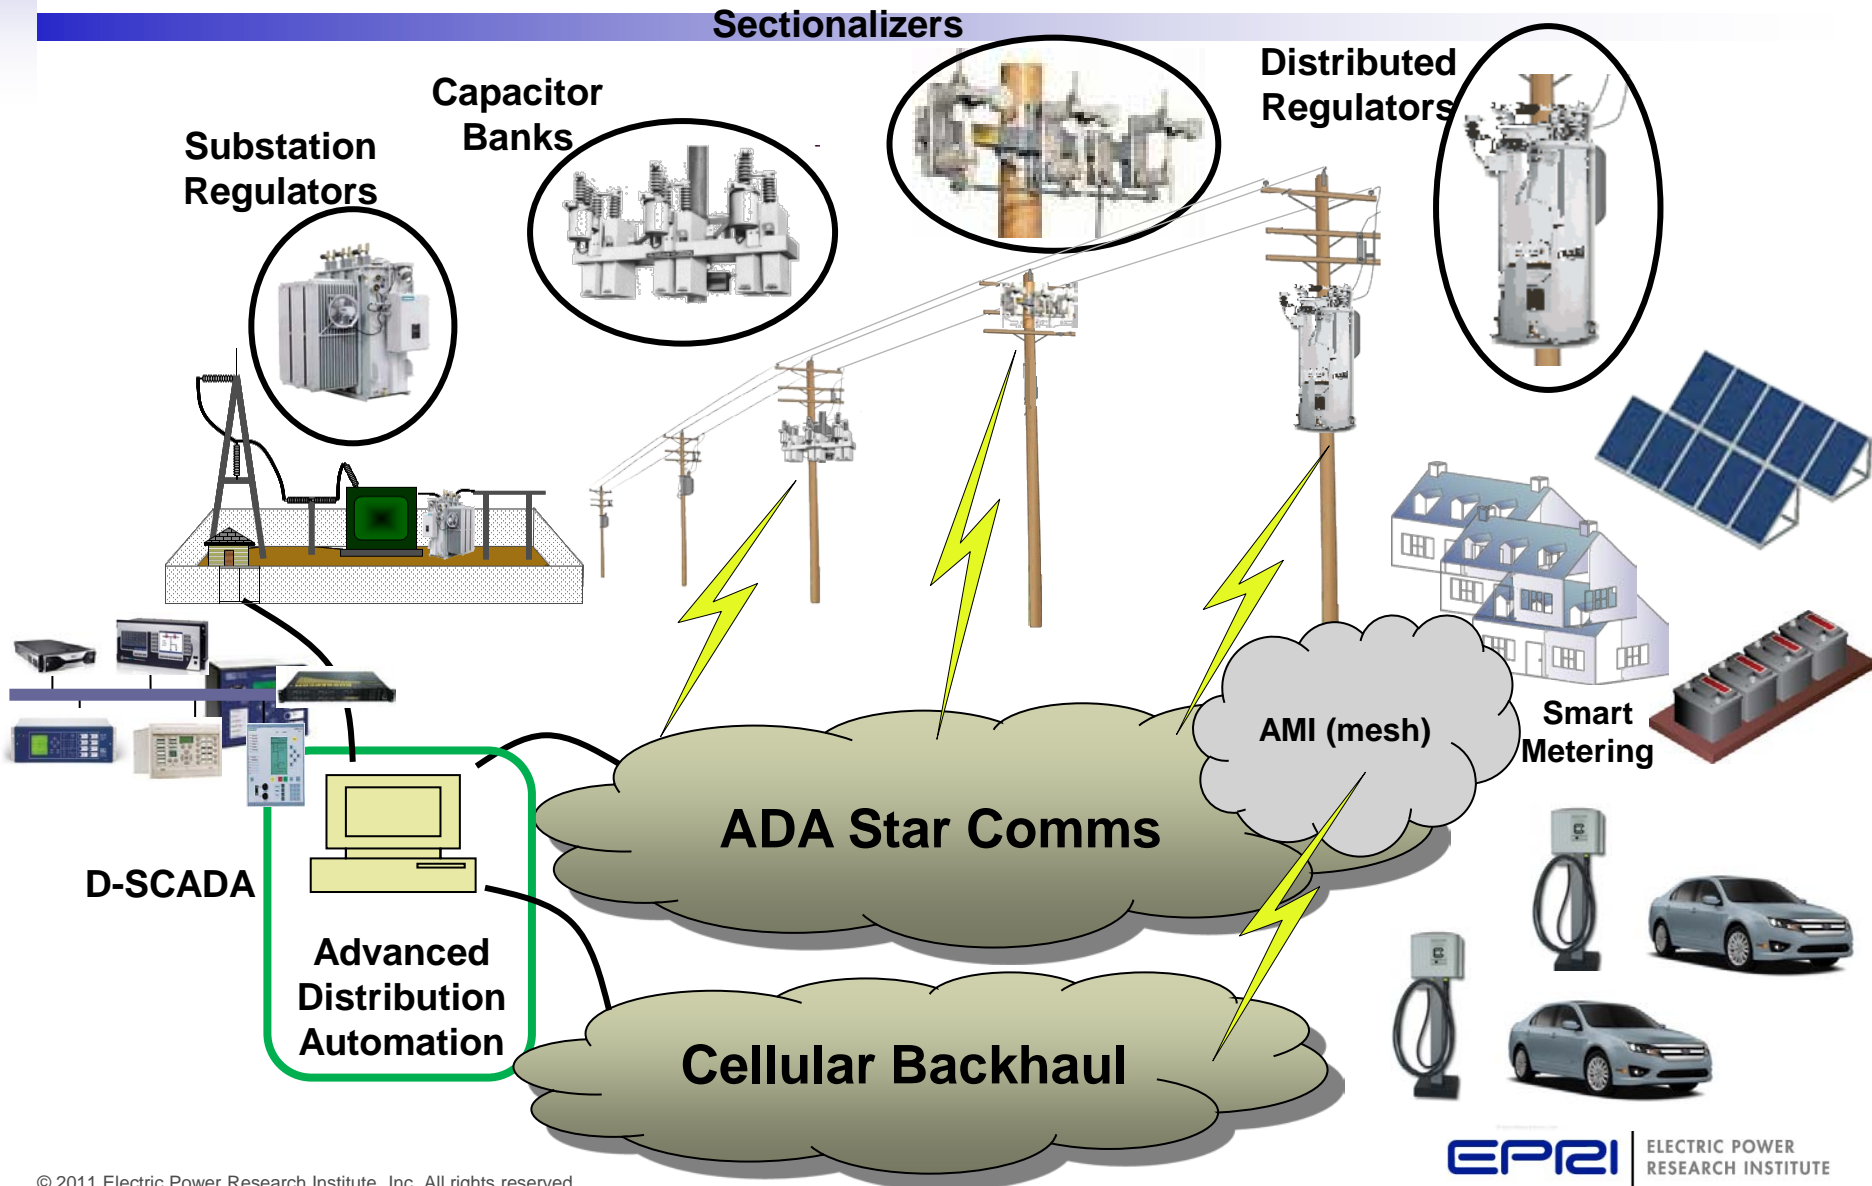 Sectionalizers
Distributed
Regulators
Capacitor
Banks
Substation
Regulators
AMI (mesh)
Smart
Metering
ADA Star Comms
D-SCADA
Advanced
Distribution
Automation
Cellular Backhaul
EPRI
ELECTRIC POWER
RESEARCH INSTITUTE
© 2011 Electric Power Research Institute, Inc. All rights reserved